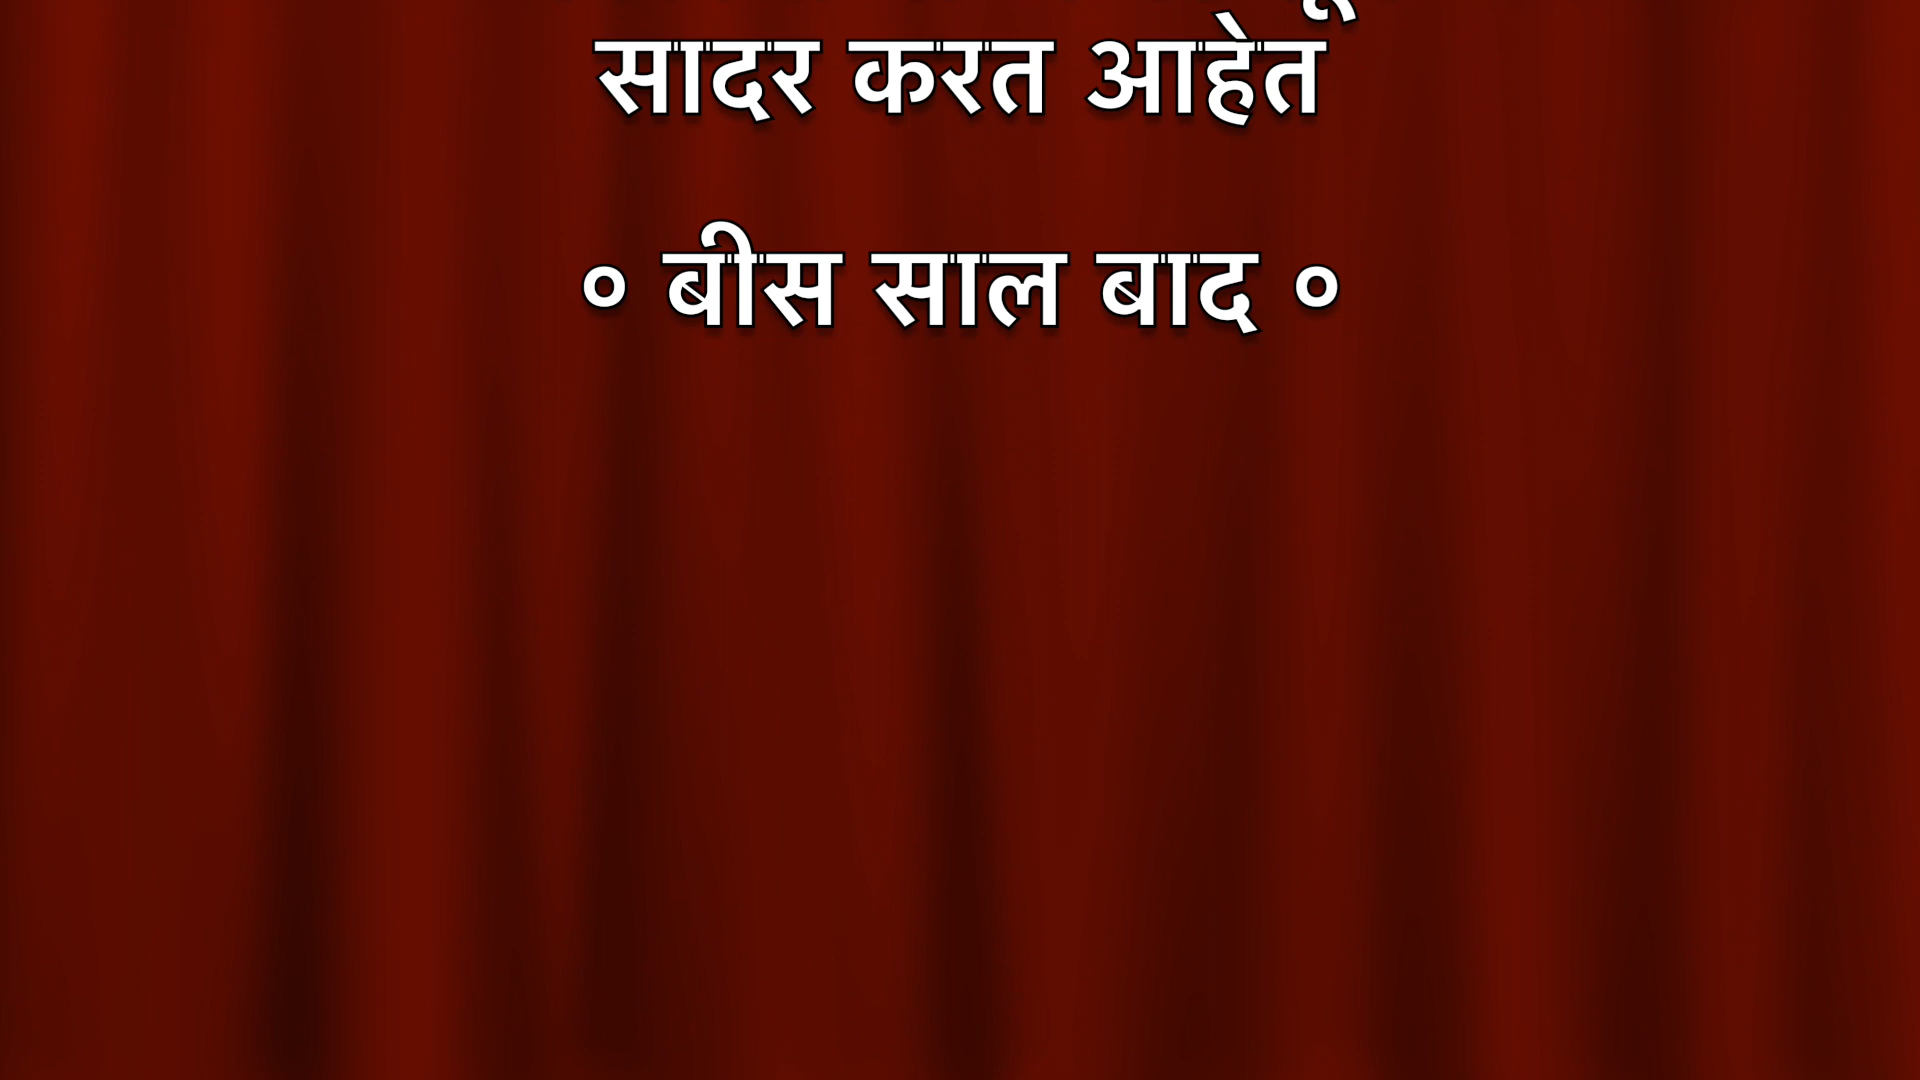 सादर करत आहेत
॰ बीस साल बाद ॰